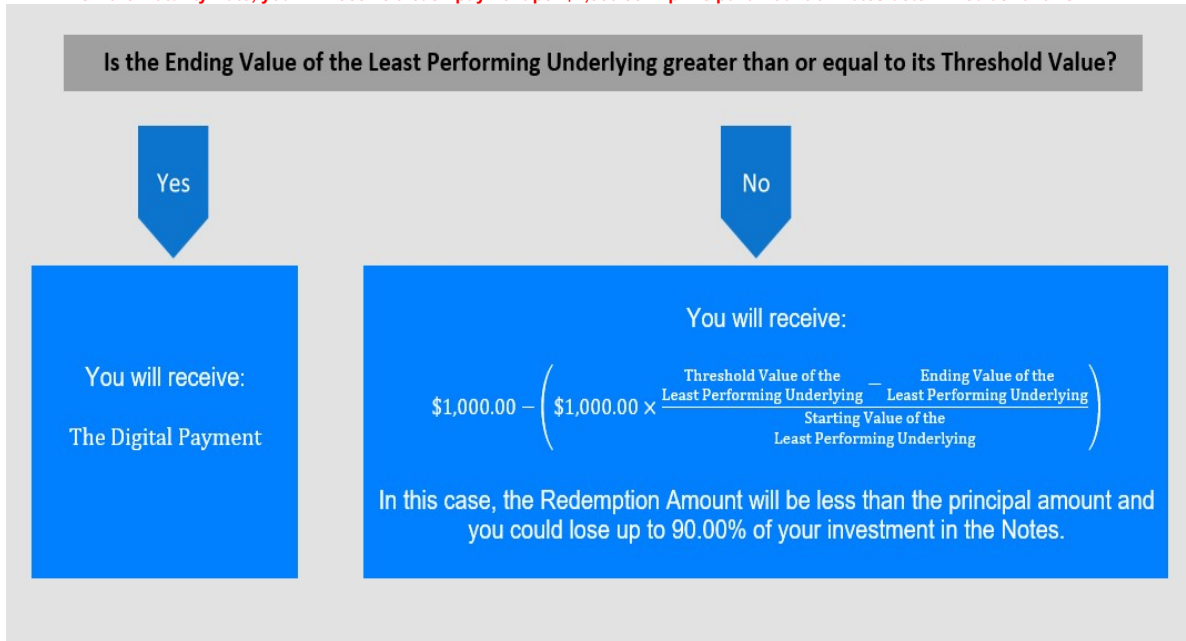 Is the Ending Value of the Least Performing Underlying greater than or equal to its Threshold Value?
Yes
No
You will receive:
The Digital Payment
You will receive:
$1,000.00 − ($1,000.00 × (Threshold Value of the Least Performing Underlying − Ending Value of the Least Performing Underlying) / Starting Value of the Least Performing Underlying)
In this case, the Redemption Amount will be less than the principal amount and
you could lose up to 90.00% of your investment in the Notes.